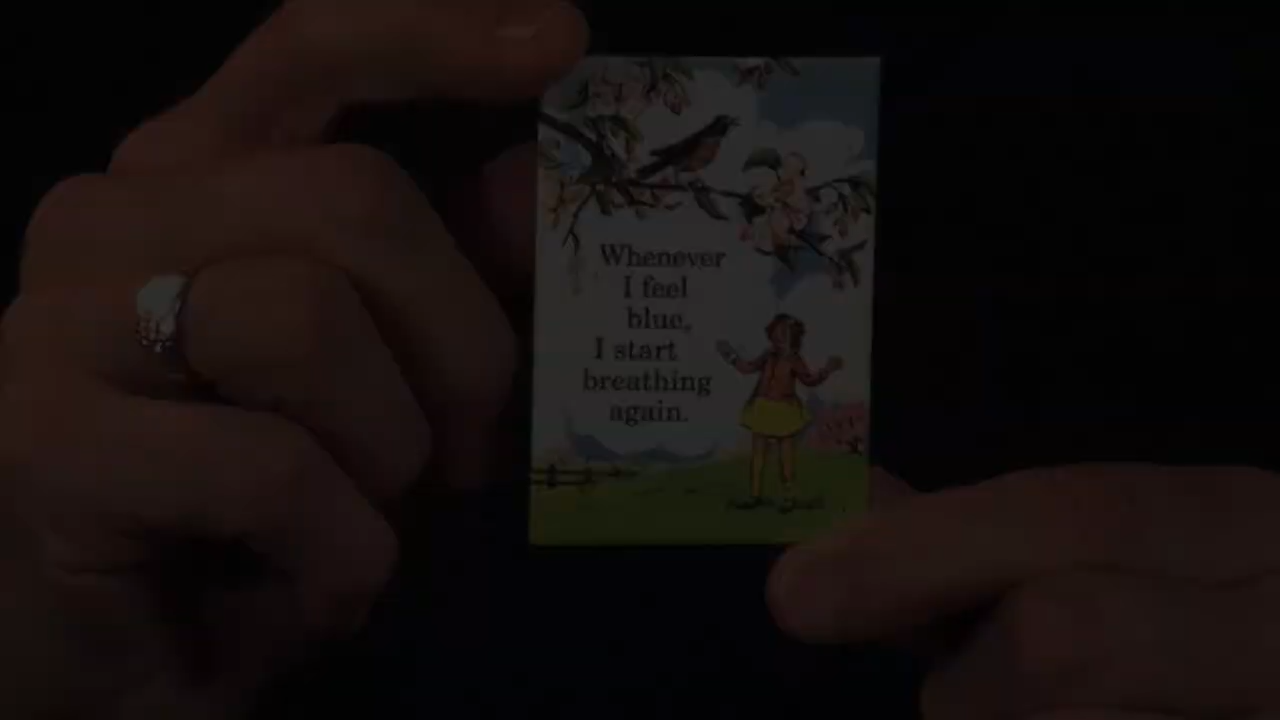 Whenever
I feel
blue,
I start
breathing
again.